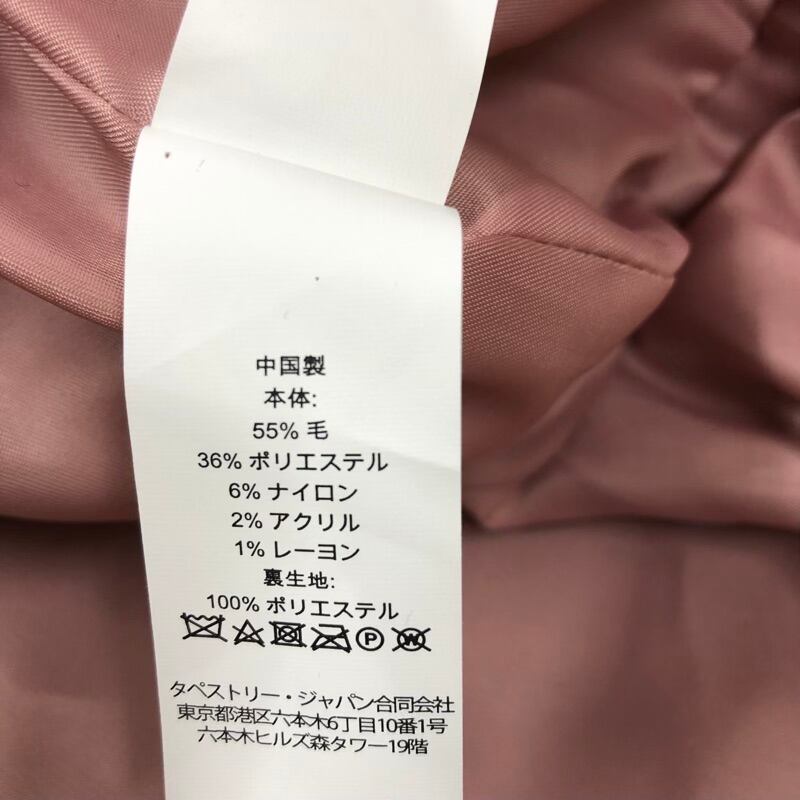 中国製
本体:
55% 毛
36% ポリエステル
6% ナイロン
2% アクリル
1% レーヨン
裏生地:
100% ポリエステル
P W
タペストリー・ジャパン合同会社
東京都港区六本木6丁目10番1号
六本木ヒルズ森タワー19階